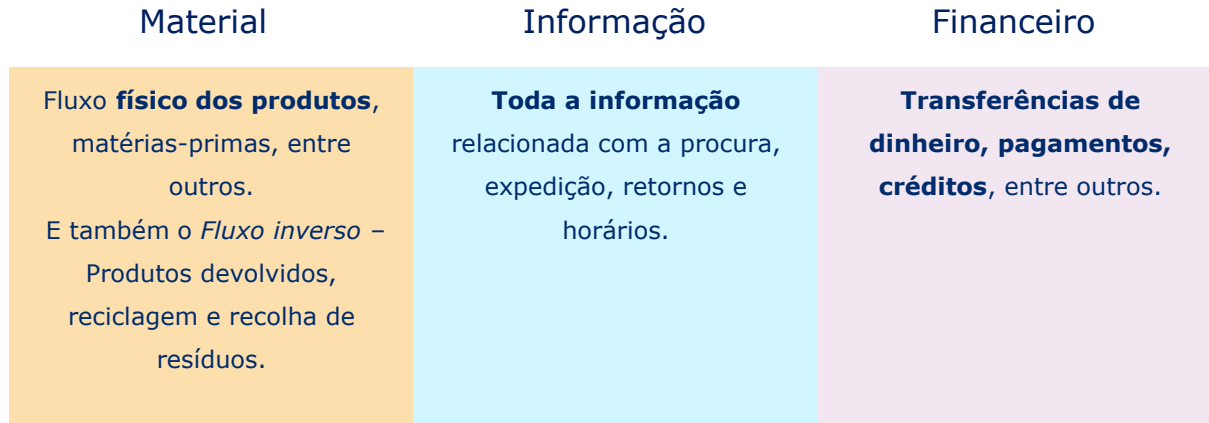 Material
Informação
Financeiro
Fluxo físico dos produtos,
matérias-primas, entre
outros.
E também o Fluxo inverso –
Produtos devolvidos,
reciclagem e recolha de
resíduos.
Toda a informação
relacionada com a procura,
expedição, retornos e
horários.
Transferências de
dinheiro, pagamentos,
créditos, entre outros.